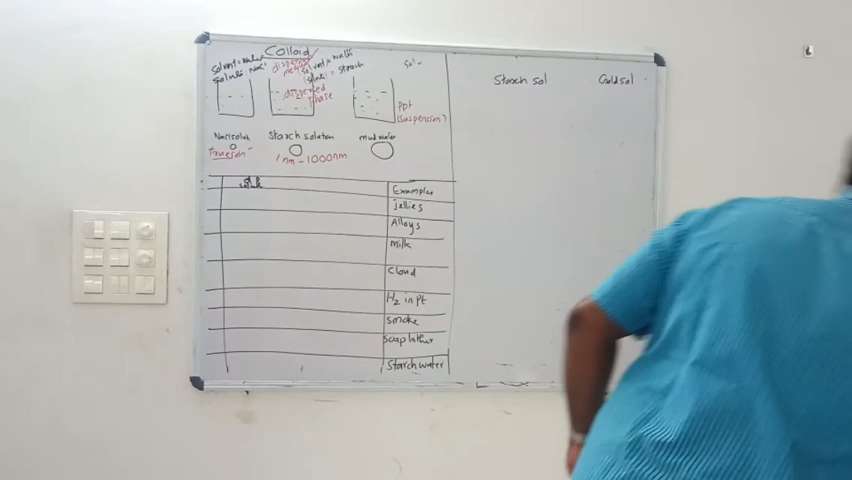 Colloid
solvent = water
solute: Nacl
dispersion
medium
solvent = water
solute = starch
dispersed
phase
Sol -
PPt
(suspension)
Nacl soln
Starch solution
mud water
True soln
1nm - 1000nm
Starch sol
Gold sol
Examples
Jellies
Alloys
milk
cloud
H2 in pt
smoke
Soap lather
Starch water